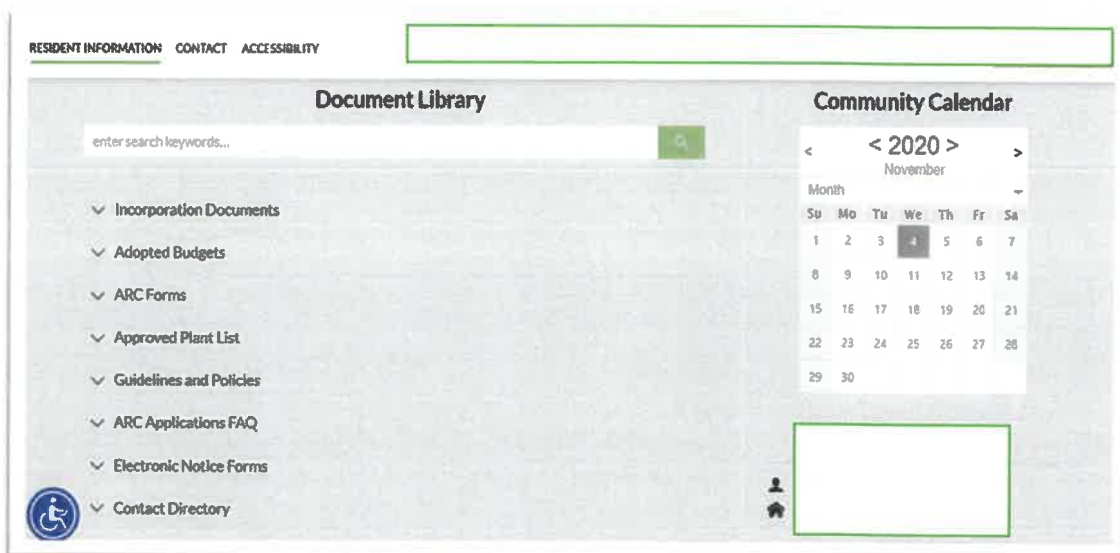 RESIDENT INFORMATION CONTACT ACCESSIBILITY
Document Library
enter search keywords...
Incorporation Documents
Adopted Budgets
ARC Forms
Approved Plant List
Guidelines and Policies
ARC Applications FAQ
Electronic Notice Forms
Contact Directory
Community Calendar
< < 2020 > >
November
Month
Su Mo Tu We Th Fr Sa
1 2 3 4 5 6 7
8 9 10 11 12 13 14
15 16 17 18 19 20 21
22 23 24 25 26 27 28
29 30